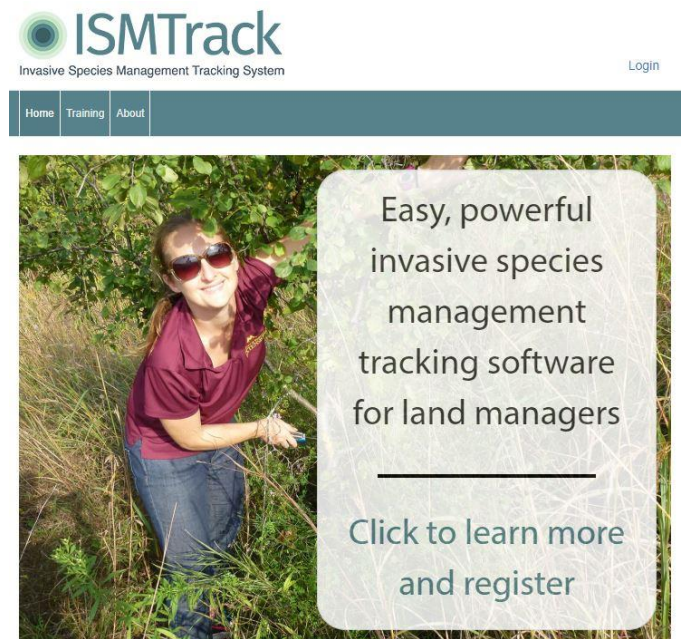 ISMTrack
Invasive Species Management Tracking System
Login
Home Training About
Easy, powerful
invasive species
management
tracking software
for land managers
Click to learn more
and register